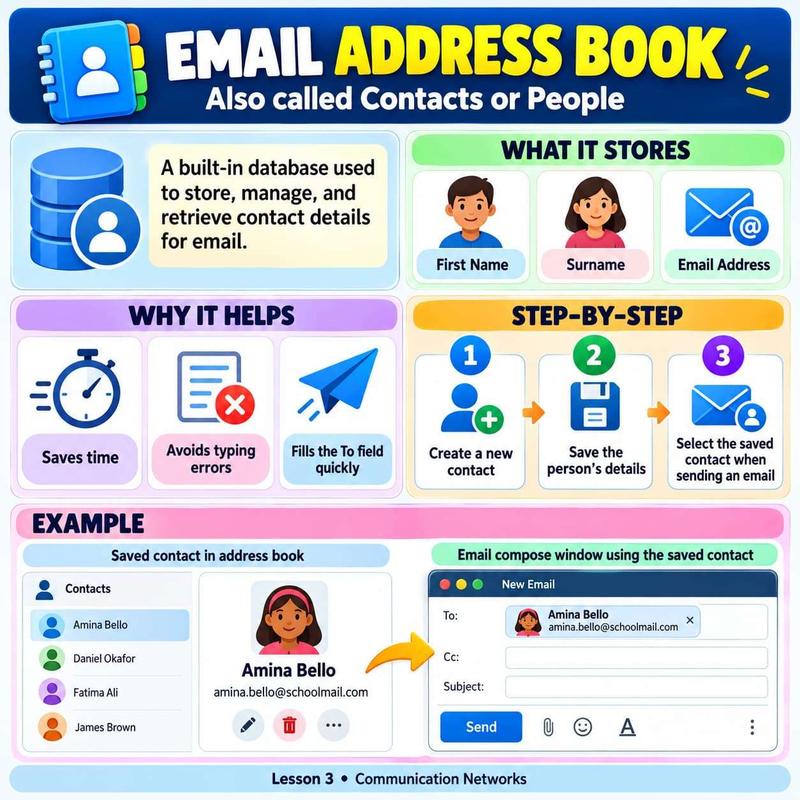 EMAIL ADDRESS BOOK
Also called Contacts or People
A built-in database used
to store, manage, and
retrieve contact details
for email.
WHAT IT STORES
First Name
Surname
@
Email Address
WHY IT HELPS
Saves time
Avoids typing
errors
Fills the To field
quickly
STEP-BY-STEP
1
Create a new
contact
2
Save the
person's details
3
Select the saved
contact when
sending an email
EXAMPLE
Saved contact in address book
Contacts
Amina Bello
Daniel Okafor
Fatima Ali
James Brown
Amina Bello
amina.bello@schoolmail.com
Email compose window using the saved contact
New Email
To:
Amina Bello
amina.bello@schoolmail.com ×
Cc:
Subject:
Send
A
Lesson 3 • Communication Networks